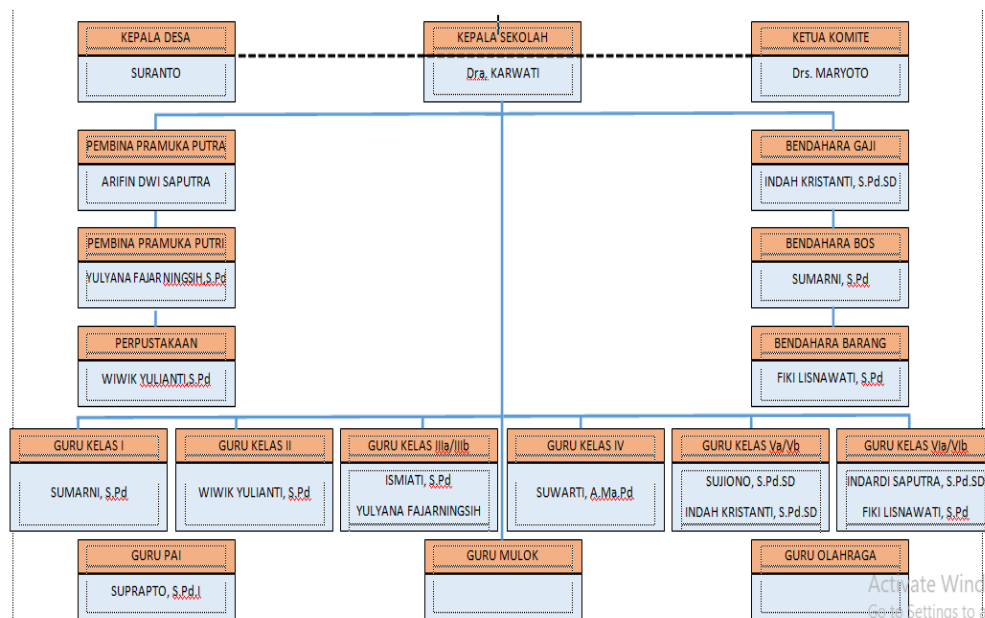 KEPALA DESA
SURANTO
KEPALA SEKOLAH
Dra. KARWATI
KETUA KOMITE
Drs. MARYOTO
PEMBINA PRAMUKA PUTRA
ARIFIN DWI SAPUTRA
BENDAHARA GAJI
INDAH KRISTANTI, S.Pd.SD
PEMBINA PRAMUKA PUTRI
YULYANA FAJAR NINGSIH,S.Pd
BENDAHARA BOS
SUMARNI, S.Pd
PERPUSTAKAAN
WIWIK YULIANTI,S.Pd
BENDAHARA BARANG
FIKI LISNAWATI, S.Pd
GURU KELAS I
SUMARNI, S.Pd
GURU KELAS II
WIWIK YULIANTI, S.Pd
GURU KELAS IIIa/IIIb
ISMIATI, S.Pd
YULYANA FAJARNINGSIH
GURU KELAS IV
SUWARTI, A.Ma.Pd
GURU KELAS Va/Vb
SUJIONO, S.Pd.SD
INDAH KRISTANTI, S.Pd.SD
GURU KELAS VIa/VIb
INDARDI SAPUTRA, S.Pd.SD
FIKI LISNAWATI, S.Pd
GURU PAI
SUPRAPTO, S.Pd.I
GURU MULOK
GURU OLAHRAGA
Activate Wind
Go to Settings to a